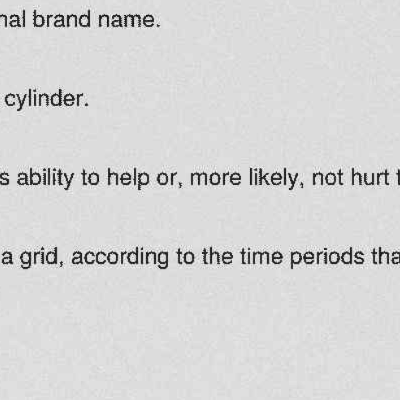 nal brand name.
cylinder.
s ability to help or, more likely, not hurt t
a grid, according to the time periods tha